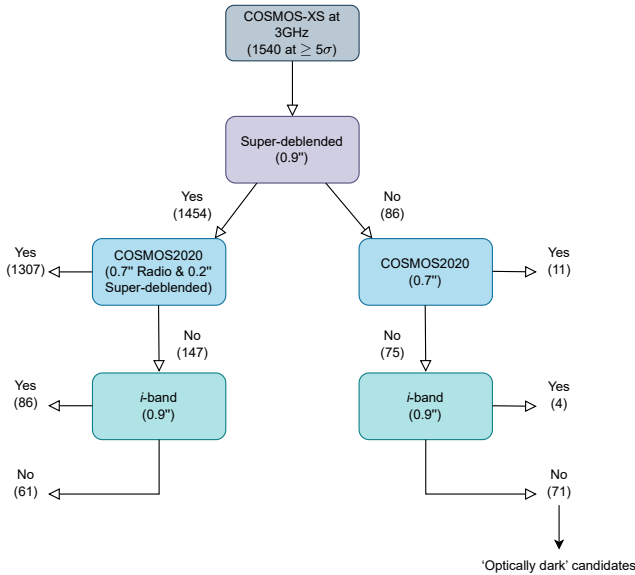 COSMOS-XS at
3GHz
(1540 at ≥ 5σ)
Super-deblended
(0.9")
Yes
(1454)
No
(86)
Yes
(1307)
COSMOS2020
(0.7" Radio & 0.2"
Super-deblended)
COSMOS2020
(0.7")
Yes
(11)
No
(147)
No
(75)
Yes
(86)
i-band
(0.9")
i-band
(0.9")
Yes
(4)
No
(61)
No
(71)
‘Optically dark’ candidates